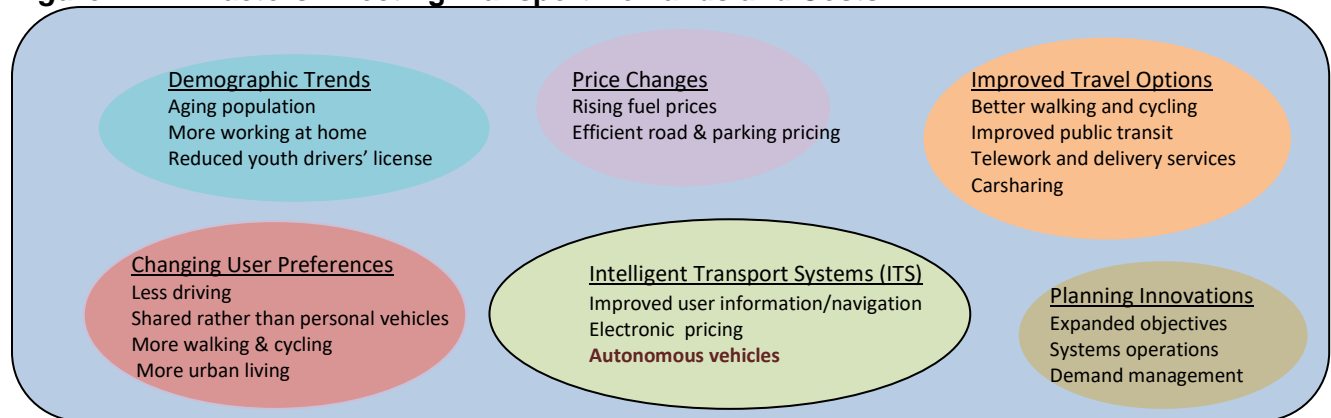 Demographic Trends
Aging population
More working at home
Reduced youth drivers’ license
Price Changes
Rising fuel prices
Efficient road & parking pricing
Improved Travel Options
Better walking and cycling
Improved public transit
Telework and delivery services
Carsharing
Changing User Preferences
Less driving
Shared rather than personal vehicles
More walking & cycling
More urban living
Intelligent Transport Systems (ITS)
Improved user information/navigation
Electronic pricing
Autonomous vehicles
Planning Innovations
Expanded objectives
Systems operations
Demand management